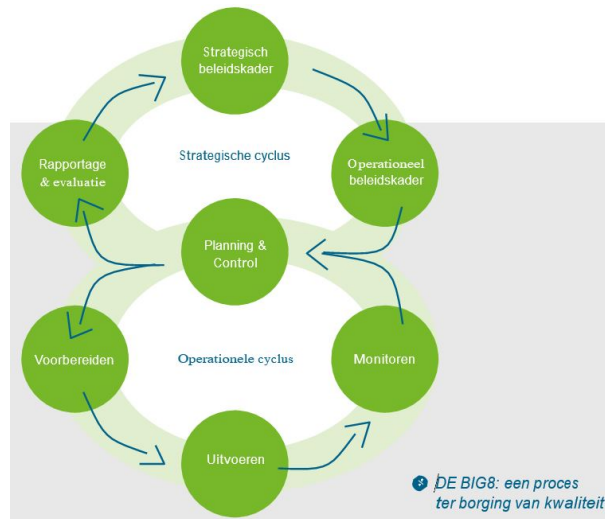 Strategisch
beleidskader
Rapportage
& evaluatie
Strategische cyclus
Operationeel
beleidskader
Planning &
Control
Voorbereiden
Operationele cyclus
Monitoren
Uitvoeren
DE BIG8: een proces
ter borging van kwaliteit